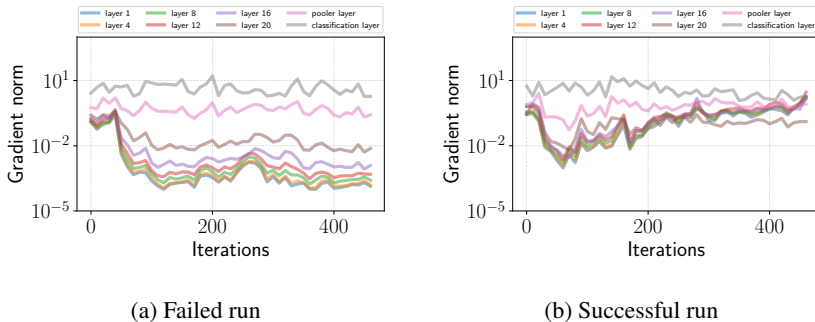 layer 1 layer 8 layer 16 pooler layer
layer 4 layer 12 layer 20 classification layer
Gradient norm
10^1
10^-2
10^-5
0 200 400
Iterations
(a) Failed run
layer 1 layer 8 layer 16 pooler layer
layer 4 layer 12 layer 20 classification layer
Gradient norm
10^1
10^-2
10^-5
0 200 400
Iterations
(b) Successful run